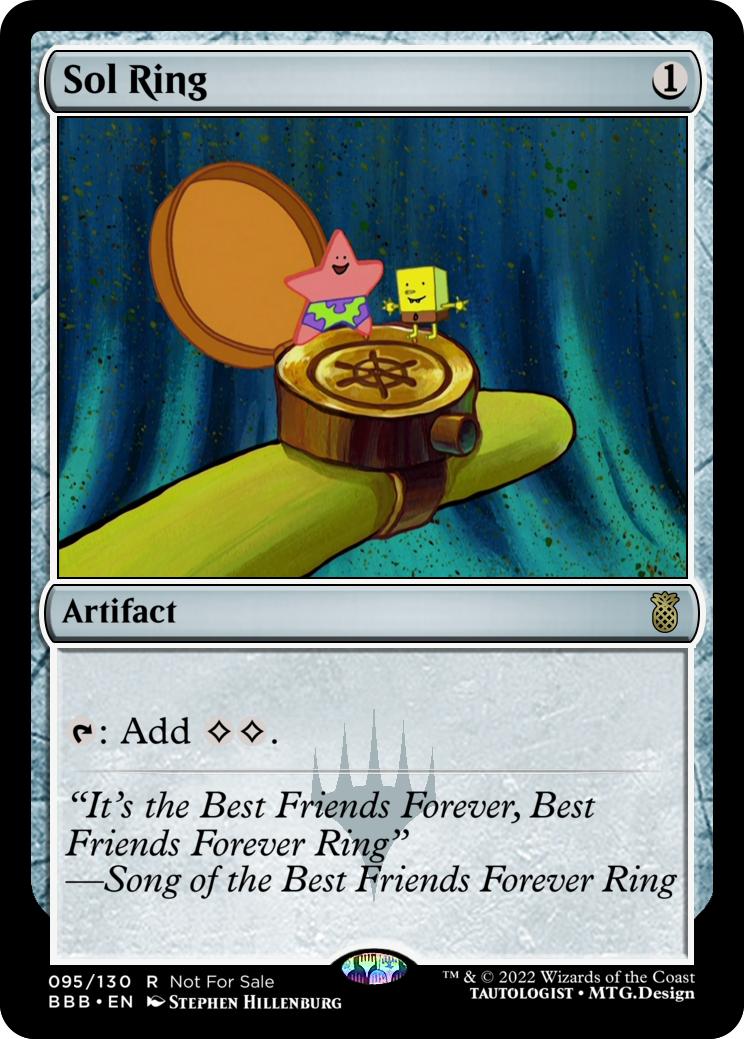 Sol Ring 1
Artifact
: Add .
“It’s the Best Friends Forever, Best
Friends Forever Ring”
—Song of the Best Friends Forever Ring
095/130 R Not For Sale
BBB • EN Stephen Hillenburg
™ & © 2022 Wizards of the Coast
TAUTOLOGIST • MTG.Design